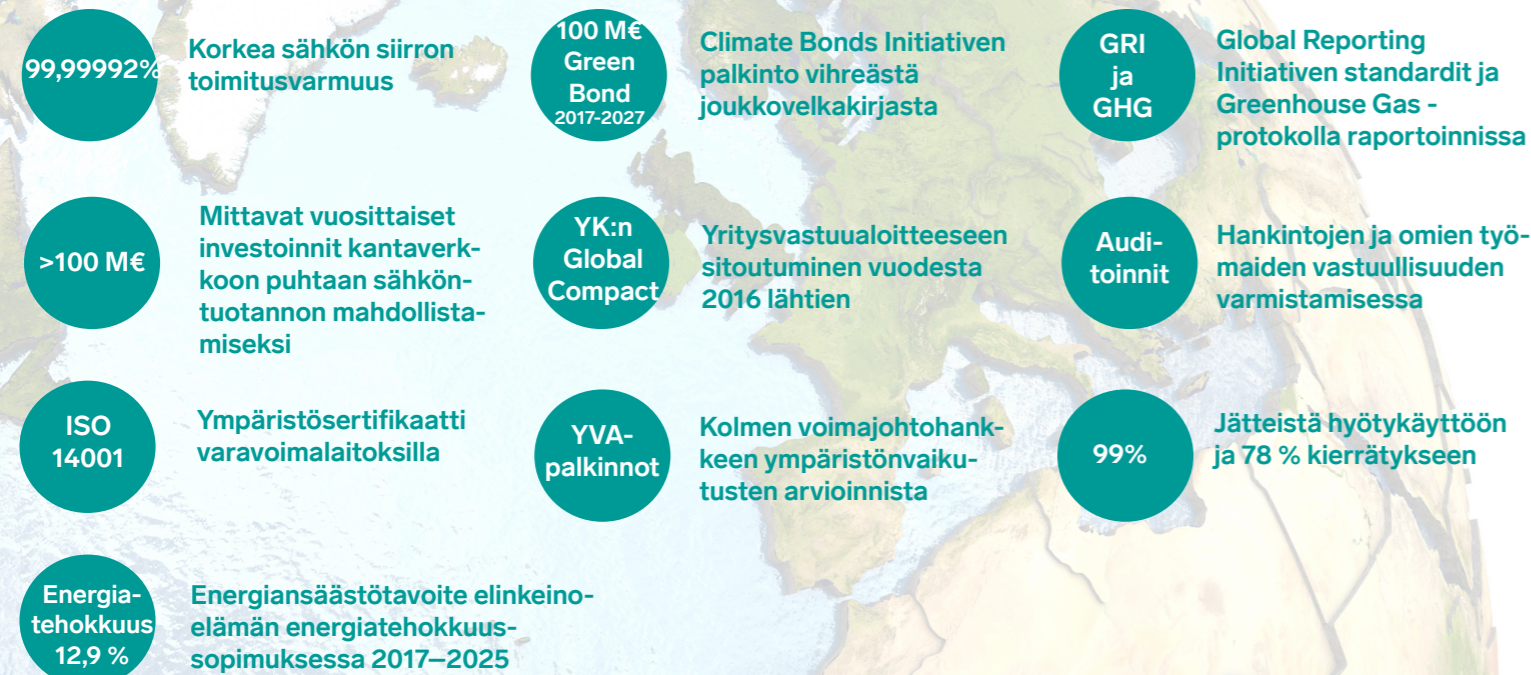 99,99992%
Korkea sähkön siirron
toimitusvarmuus
100 M€
Green
Bond
2017-2027
Climate Bonds Initiativen
palkinto vihreästä
joukkovelkakirjasta
GRI
ja
GHG
Global Reporting
Initiativen standardit ja
Greenhouse Gas -
protokolla raportoinnissa
>100 M€
Mittavat vuosittaiset
investoinnit kantaverk-
koon puhtaan sähkön-
tuotannon mahdollista-
miseksi
YK:n
Global
Compact
Yritysvastuualoitteeseen
sitoutuminen vuodesta
2016 lähtien
Audi-
toinnit
Hankintojen ja omien työ-
maiden vastuullisuuden
varmistamisessa
ISO
14001
Ympäristösertifikaatti
varavoimalaitoksilla
YVA-
palkinnot
Kolmen voimajohtohank-
keen ympäristönvaiku-
tusten arvioinnista
99%
Jätteistä hyötykäyttöön
ja 78 % kierrätykseen
Energia-
tehokkuus
12,9 %
Energiansäästötavoite elinkeino-
elämän energiatehokkuus-
sopimuksessa 2017–2025